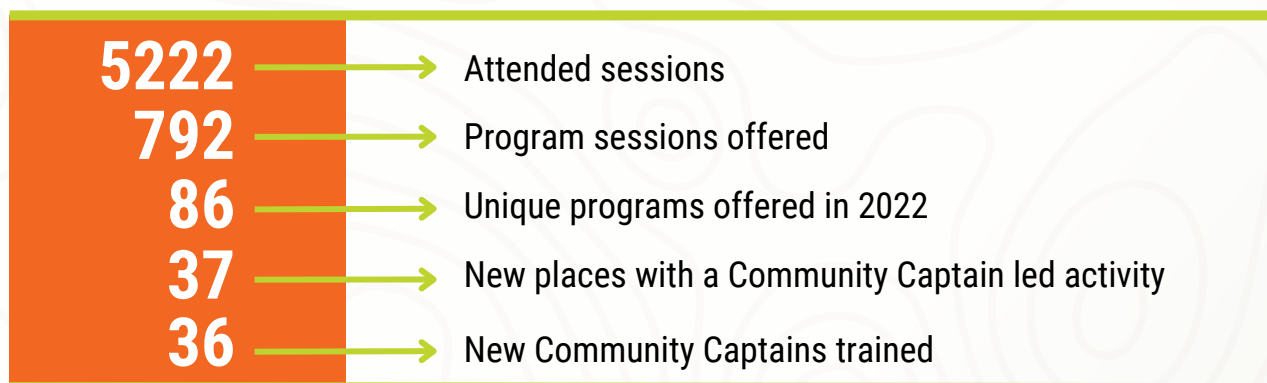 5222 Attended sessions
792 Program sessions offered
86 Unique programs offered in 2022
37 New places with a Community Captain led activity
36 New Community Captains trained